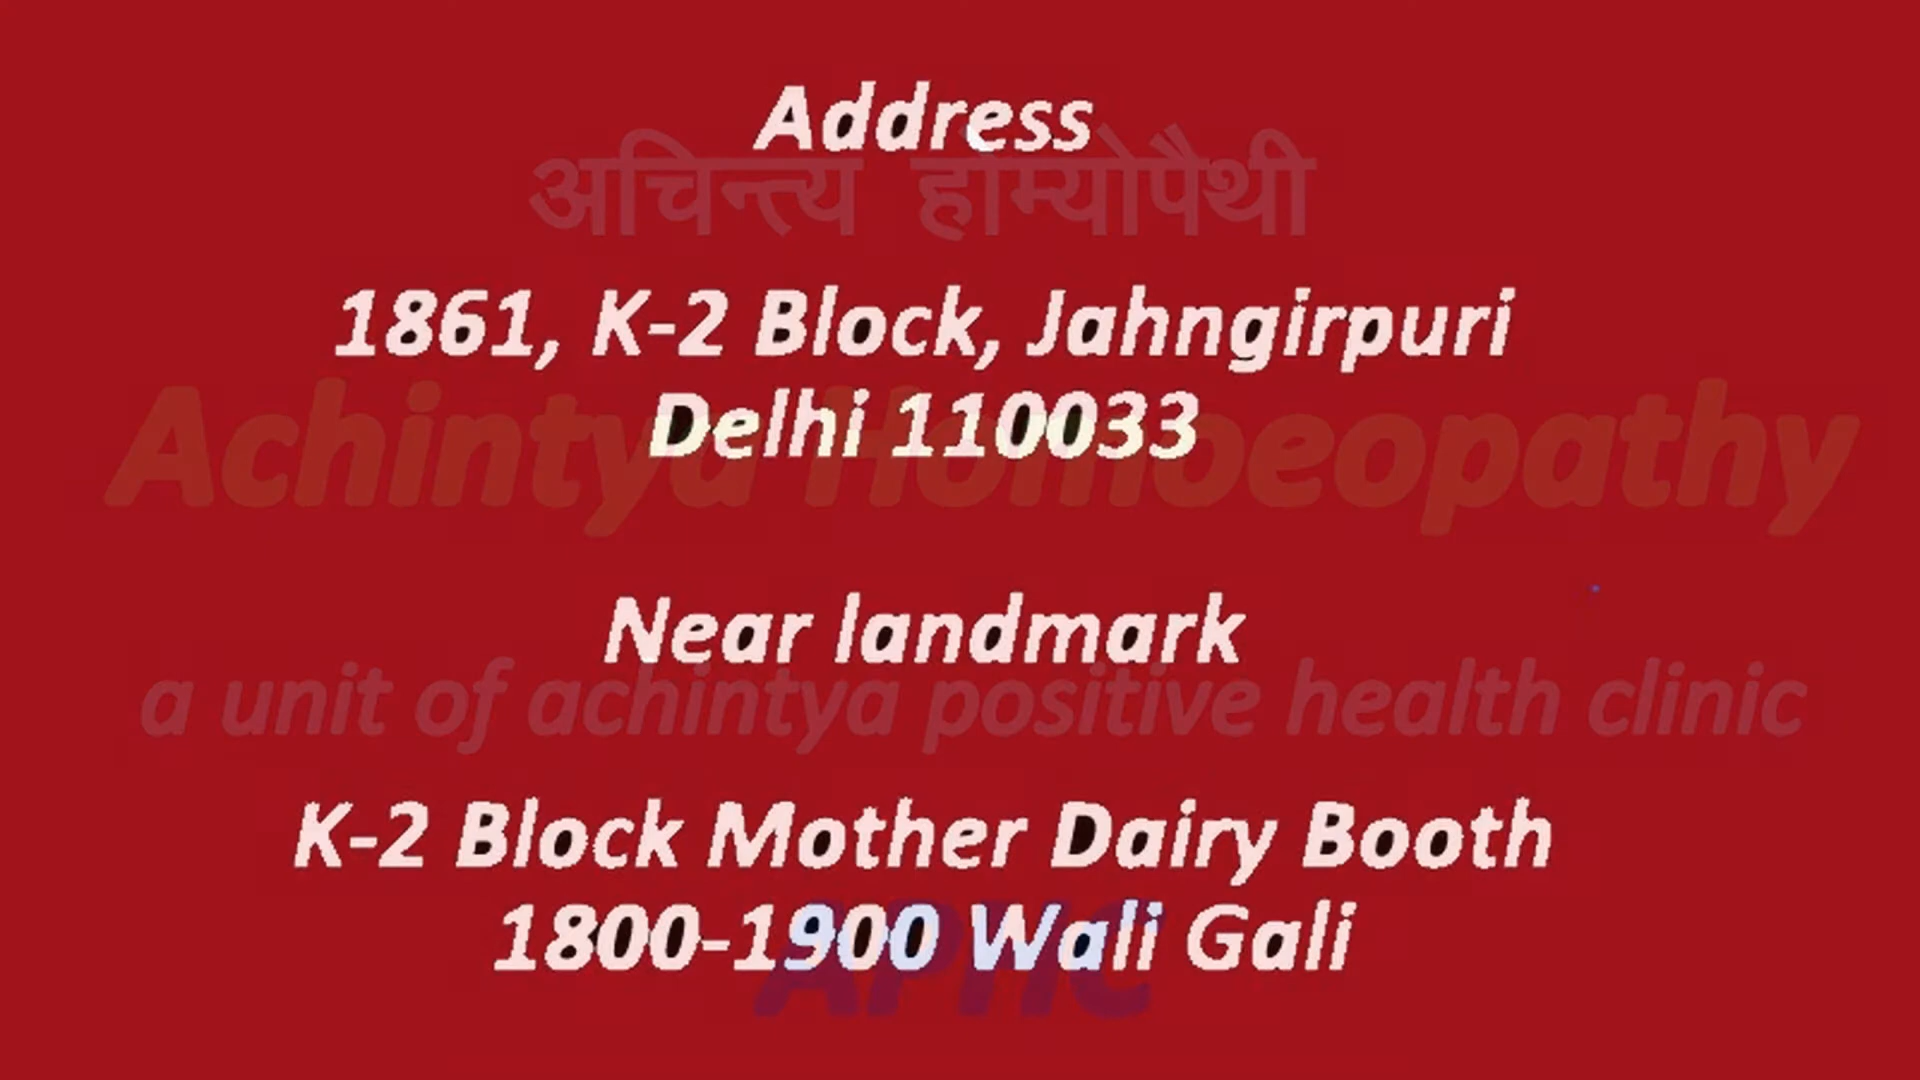 Address
अचिन्त्य होम्योपैथी
1861, K-2 Block, Jahngirpuri
Delhi 110033
Achintya Homoeopathy
Near landmark
a unit of achintya positive health clinic
K-2 Block Mother Dairy Booth
1800-1900 Wali Gali
APHC